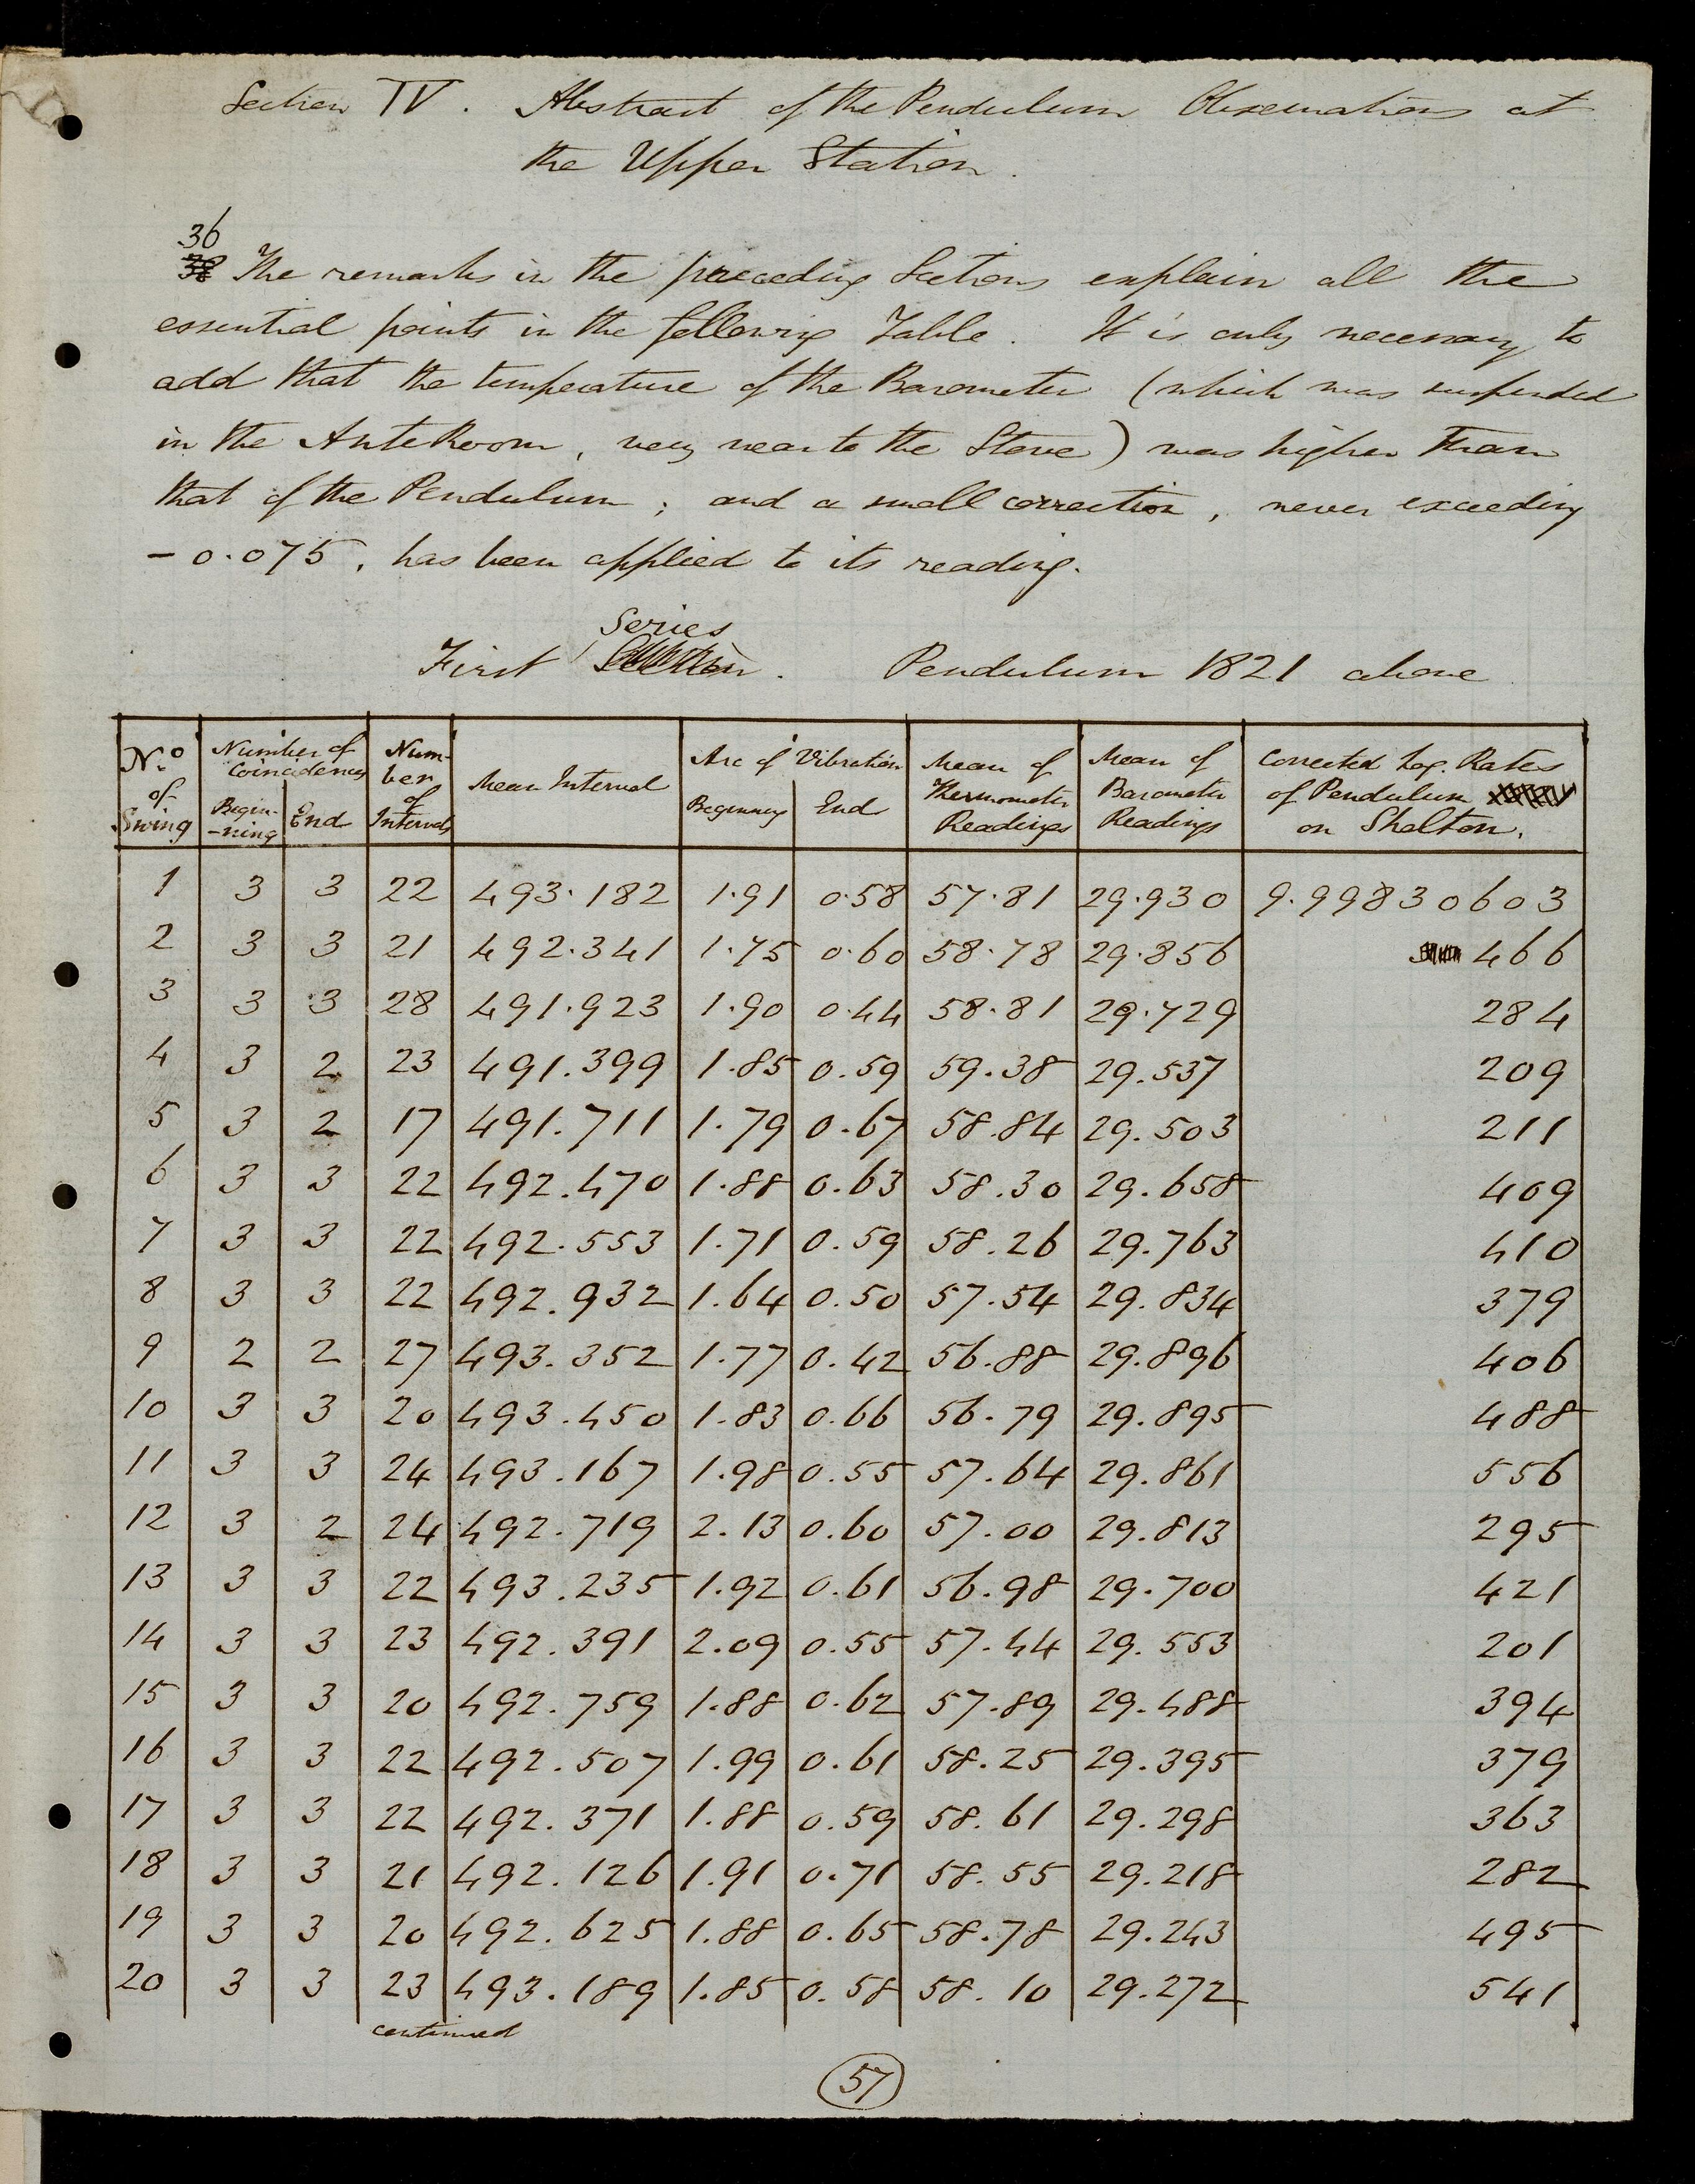 Section IV. Abstract of the Pendulum Observations at
the Upper Station.
36
38 The remarks in the preceding Sections explain all the
essential points in the following Table. It is only necessary to
add that the temperature of the Barometer (which was suspended
in the AnteRoom, very near to the Stove) was higher than
that of the Pendulum; and a small correction, never exceeding
- 0.075, has been applied to its reading.
Series
First Section. Pendulum 1821 above
No. of Swing | Number of Coincidences Beginning | End | Number of Intervals | Mean Interval | Arc of Vibration Beginning | End | Mean of Thermometer Readings | Mean of Barometer Readings | Corrected Log. Rates of Pendulum on Shelton.
1 3 3 22 493.182 1.91 0.58 57.81 29.930 9.99830603
2 3 3 21 492.341 1.75 0.60 58.78 29.856 466
3 3 3 28 491.923 1.90 0.44 58.81 29.729 284
4 3 2 23 491.399 1.85 0.59 59.38 29.537 209
5 3 2 17 491.711 1.79 0.67 58.84 29.503 211
6 3 3 22 492.470 1.88 0.63 58.30 29.658 409
7 3 3 22 492.553 1.71 0.59 58.26 29.763 410
8 3 3 22 492.932 1.64 0.50 57.54 29.834 379
9 2 2 27 493.352 1.77 0.42 56.88 29.896 406
10 3 3 20 493.450 1.83 0.66 56.79 29.895 488
11 3 3 24 493.167 1.98 0.55 57.64 29.861 556
12 3 2 24 492.719 2.13 0.60 57.00 29.813 295
13 3 3 22 493.235 1.92 0.61 56.98 29.700 421
14 3 3 23 492.391 2.09 0.55 57.44 29.553 201
15 3 3 20 492.759 1.88 0.62 57.89 29.488 394
16 3 3 22 492.507 1.99 0.61 58.25 29.395 379
17 3 3 22 492.371 1.88 0.59 58.61 29.298 363
18 3 3 21 492.126 1.91 0.71 58.55 29.218 282
19 3 3 20 492.625 1.88 0.65 58.78 29.243 495
20 3 3 23 493.189 1.85 0.58 58.10 29.272 541
continued
57